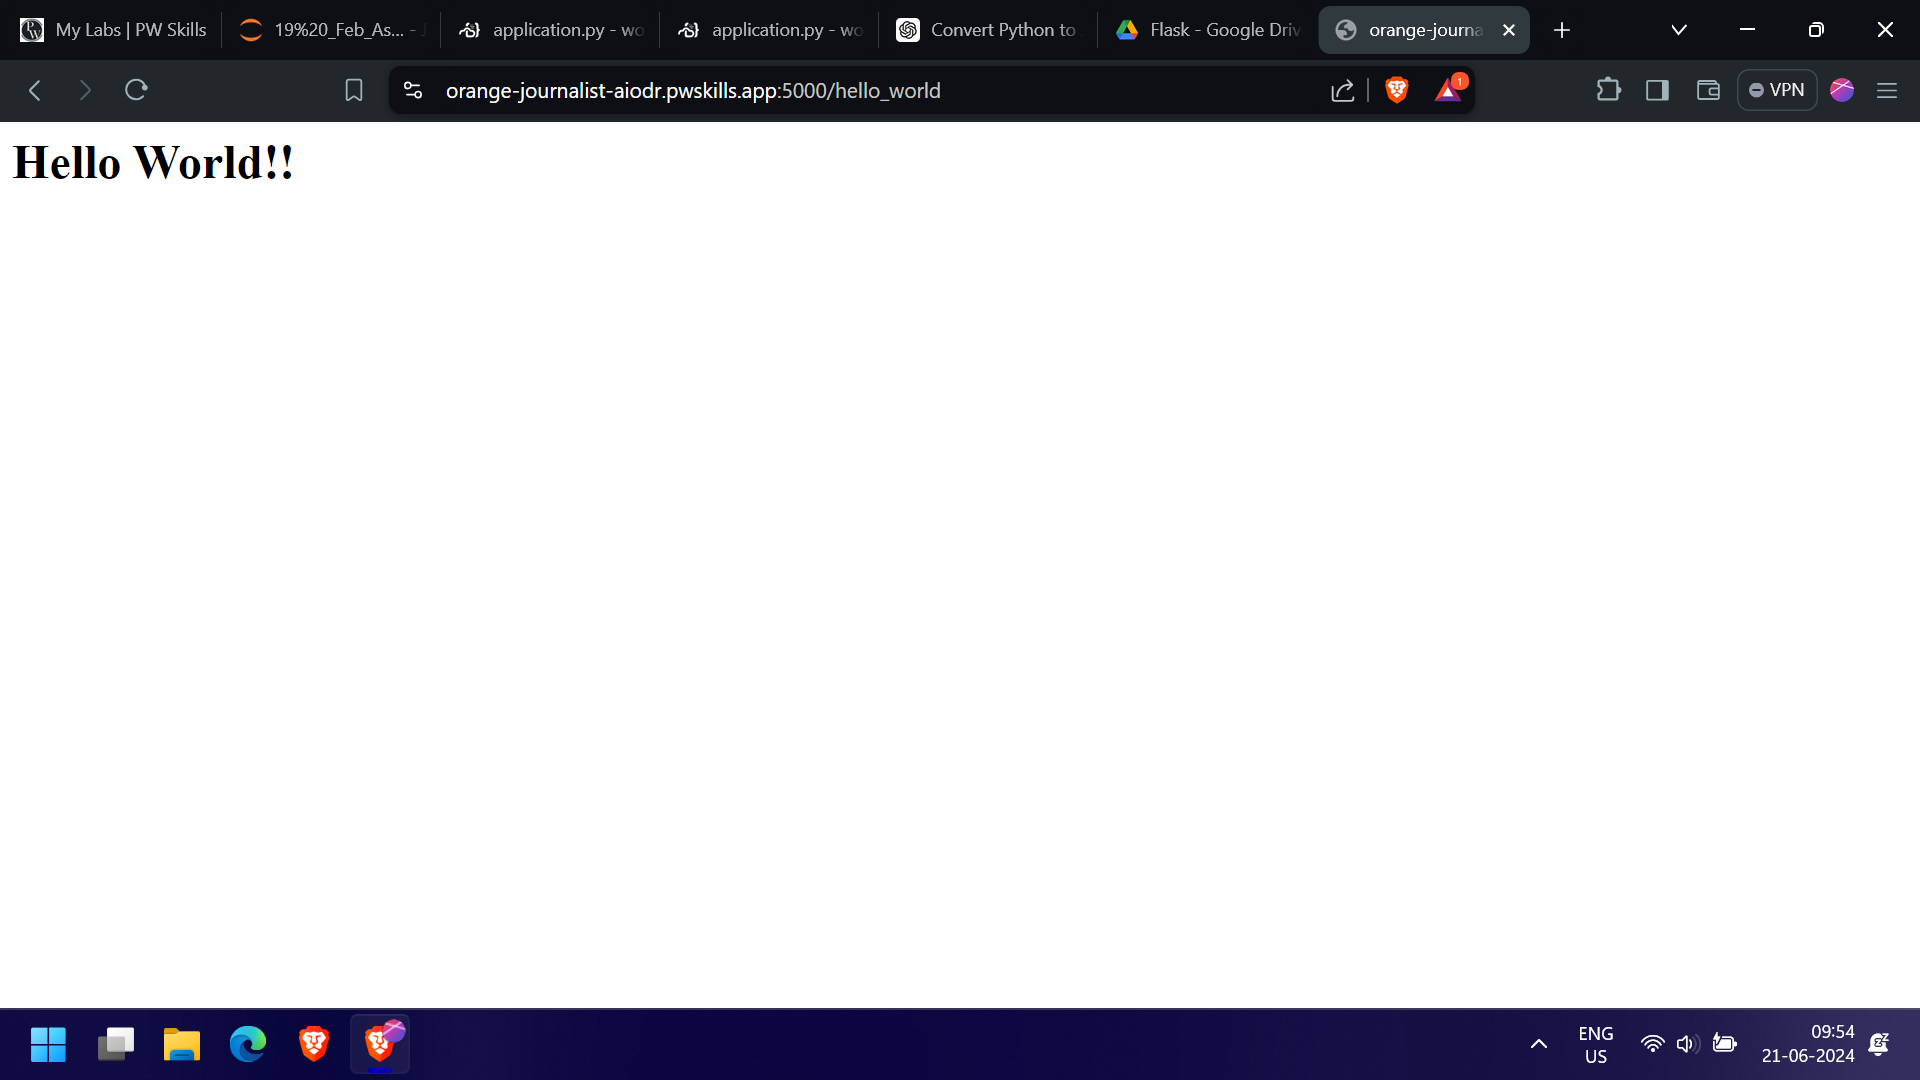 My Labs | PW Skills
19%20_Feb_As... - J
application.py - wo
application.py - wo
Convert Python to
Flask - Google Driv
orange-journa
orange-journalist-aiodr.pwskills.app:5000/hello_world
1
VPN
Hello World!!
ENG
US
09:54
21-06-2024